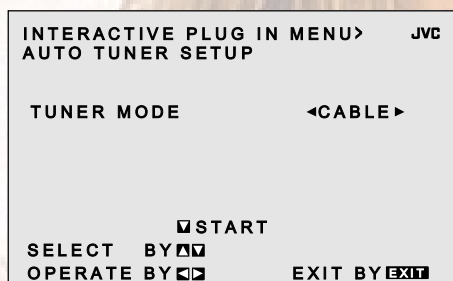 INTERACTIVE PLUG IN MENU> JVC
AUTO TUNER SETUP
TUNER MODE ◄CABLE►
▼START
SELECT BY▲▼
OPERATE BY◄► EXIT BY EXIT